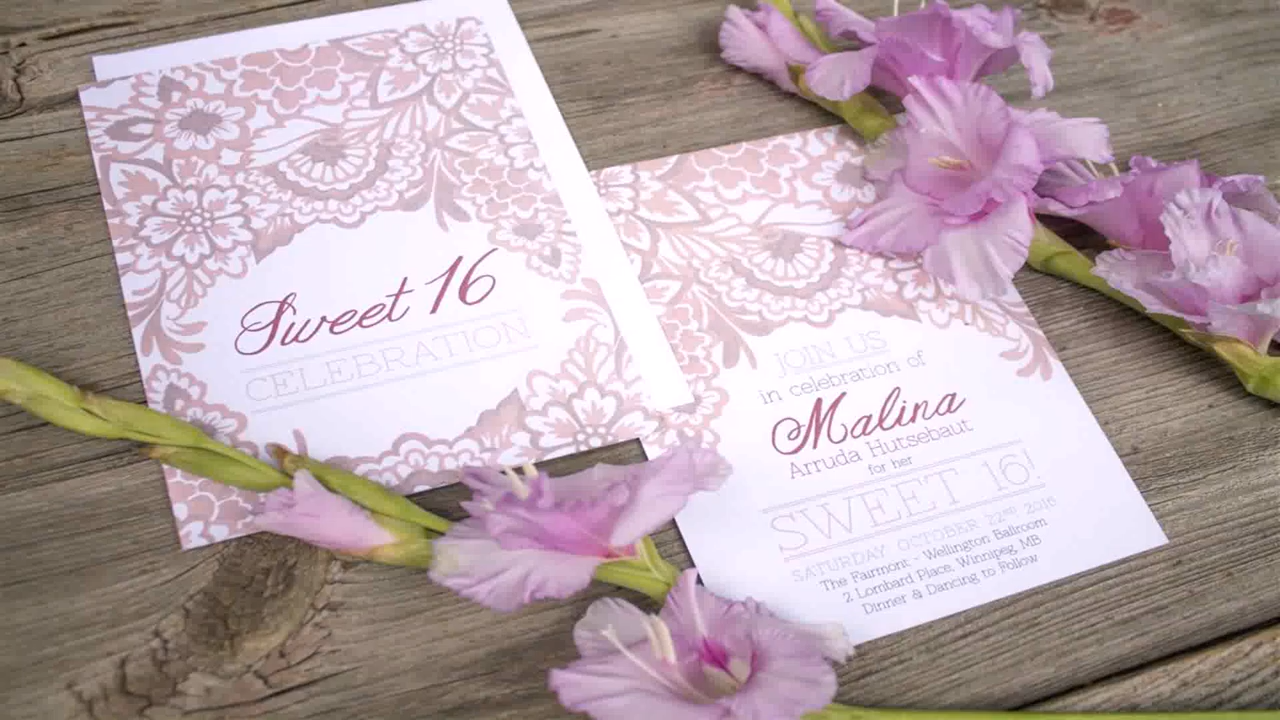 Sweet 16
CELEBRATION
JOIN US
in celebration of
Malina
Arruda Hutsebaut
for her
SWEET 16!
SATURDAY OCTOBER 22ND 2016
The Fairmont - Wellington Ballroom
2 Lombard Place, Winnipeg, MB
Dinner & Dancing to Follow